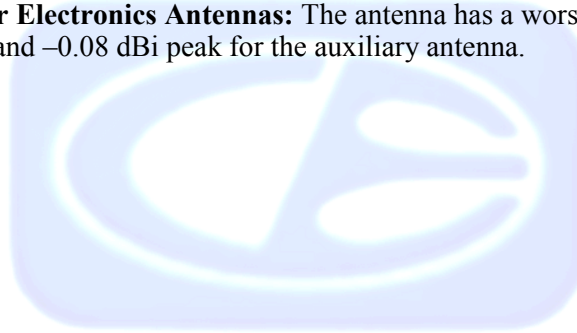 r Electronics Antennas: The antenna has a wors
and –0.08 dBi peak for the auxiliary antenna.